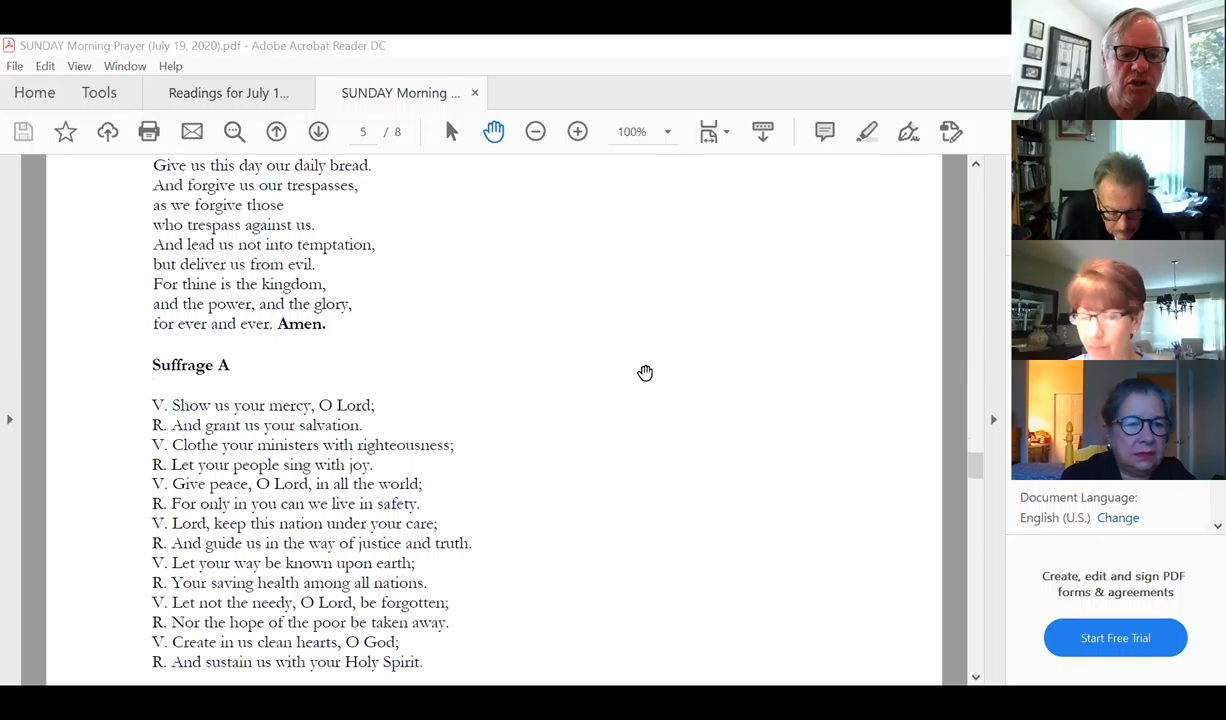 SUNDAY Morning Prayer (July 19, 2020).pdf - Adobe Acrobat Reader DC
File Edit View Window Help
Home Tools Readings for July 1... SUNDAY Morning ... ×
5 / 8 100%
Give us this day our daily bread.
And forgive us our trespasses,
as we forgive those
who trespass against us.
And lead us not into temptation,
but deliver us from evil.
For thine is the kingdom,
and the power, and the glory,
for ever and ever. Amen.
Suffrage A
V. Show us your mercy, O Lord;
R. And grant us your salvation.
V. Clothe your ministers with righteousness;
R. Let your people sing with joy.
V. Give peace, O Lord, in all the world;
R. For only in you can we live in safety.
V. Lord, keep this nation under your care;
R. And guide us in the way of justice and truth.
V. Let your way be known upon earth;
R. Your saving health among all nations.
V. Let not the needy, O Lord, be forgotten;
R. Nor the hope of the poor be taken away.
V. Create in us clean hearts, O God;
R. And sustain us with your Holy Spirit.
Document Language:
English (U.S.) Change
Create, edit and sign PDF
forms & agreements
Start Free Trial